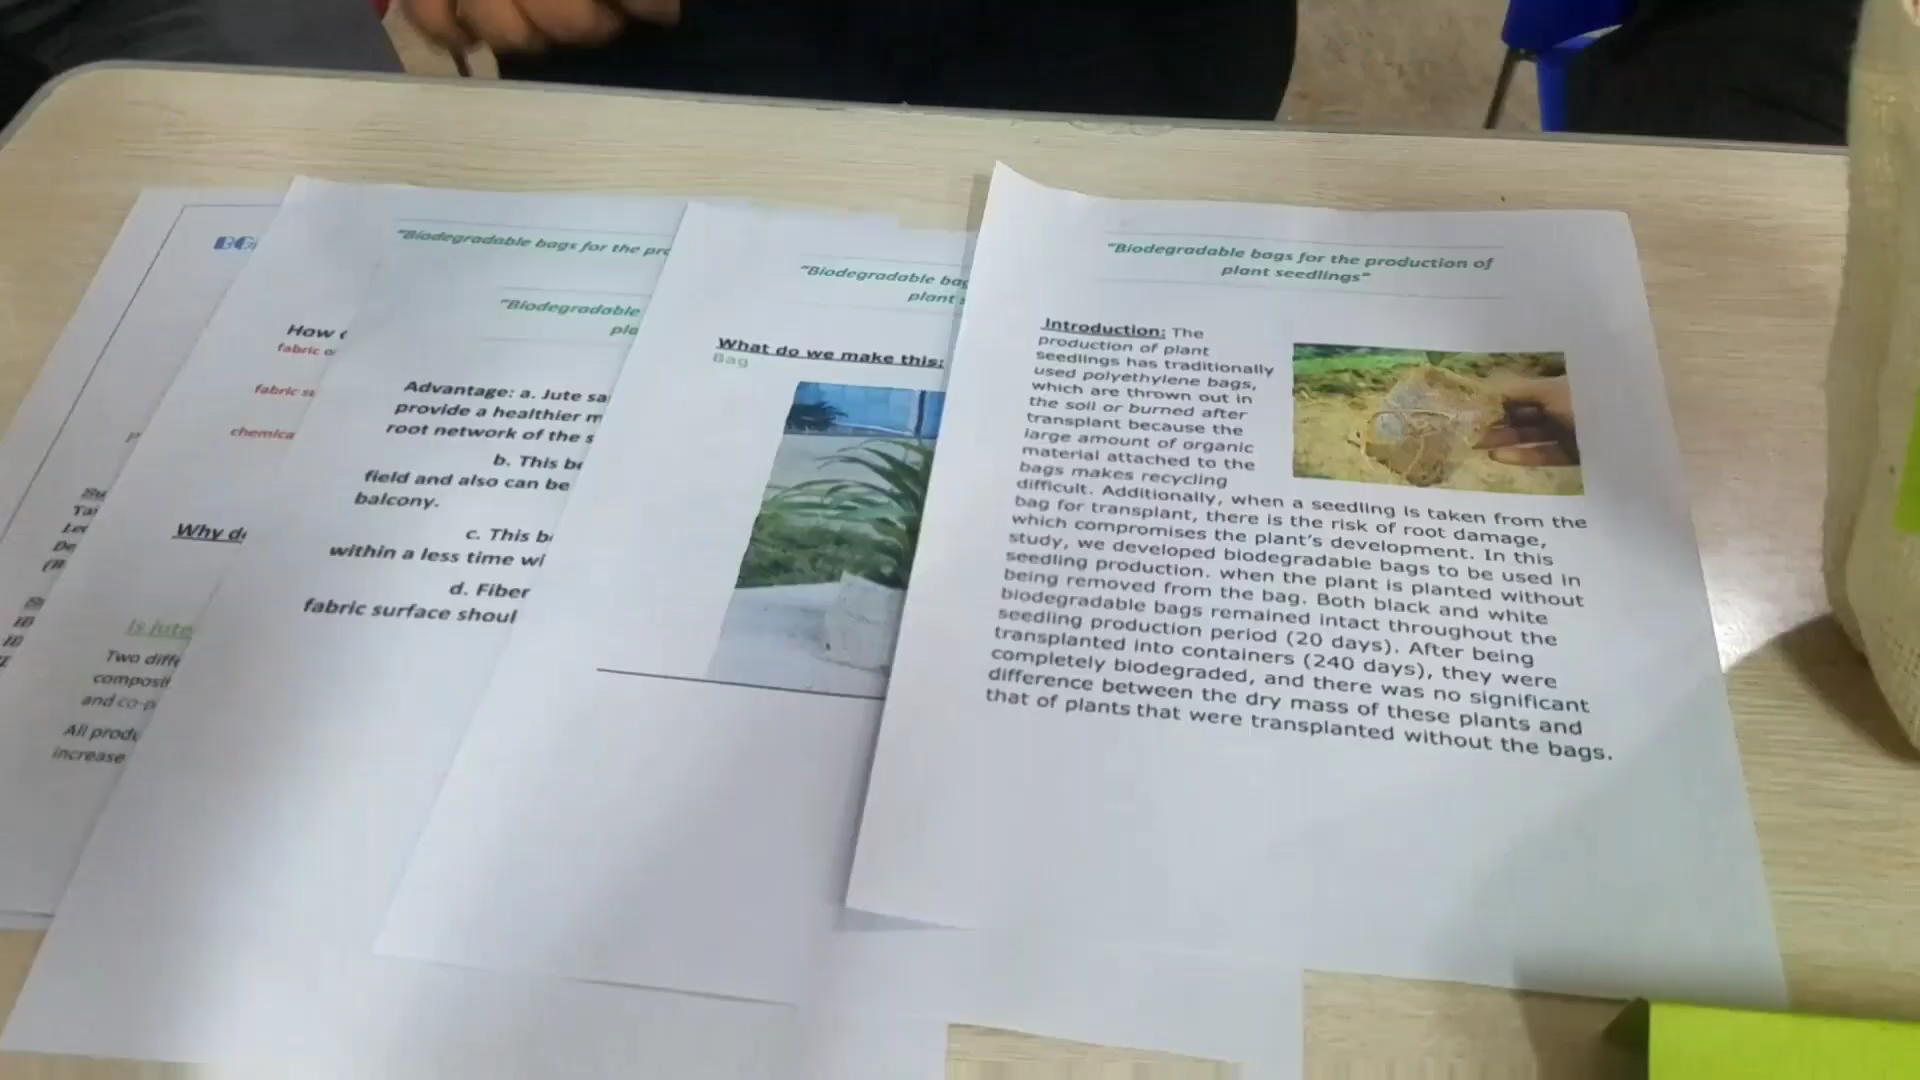 How
fabric
fabric
chemica
Why d
Is Jute
Two diffe
composit
and co-p
All produ
increase
"Biodegradable bags for the pro
"Biodegradable
pla
Advantage: a. Jute sa
provide a healthier m
root network of the s
b. This be
field and also can be
balcony.
c. This b
within a less time wi
d. Fiber
fabric surface shoul
"Biodegradable bag
plant s
What do we make this:
Bag
"Biodegradable bags for the production of
plant seedlings"
Introduction: The
production of plant
seedlings has traditionally
used polyethylene bags,
which are thrown out in
the soil or burned after
transplant because the
large amount of organic
material attached to the
bags makes recycling
difficult. Additionally, when a seedling is taken from the
bag for transplant, there is the risk of root damage,
which compromises the plant's development. In this
study, we developed biodegradable bags to be used in
seedling production. when the plant is planted without
being removed from the bag. Both black and white
biodegradable bags remained intact throughout the
seedling production period (20 days). After being
transplanted into containers (240 days), they were
completely biodegraded, and there was no significant
difference between the dry mass of these plants and
that of plants that were transplanted without the bags.